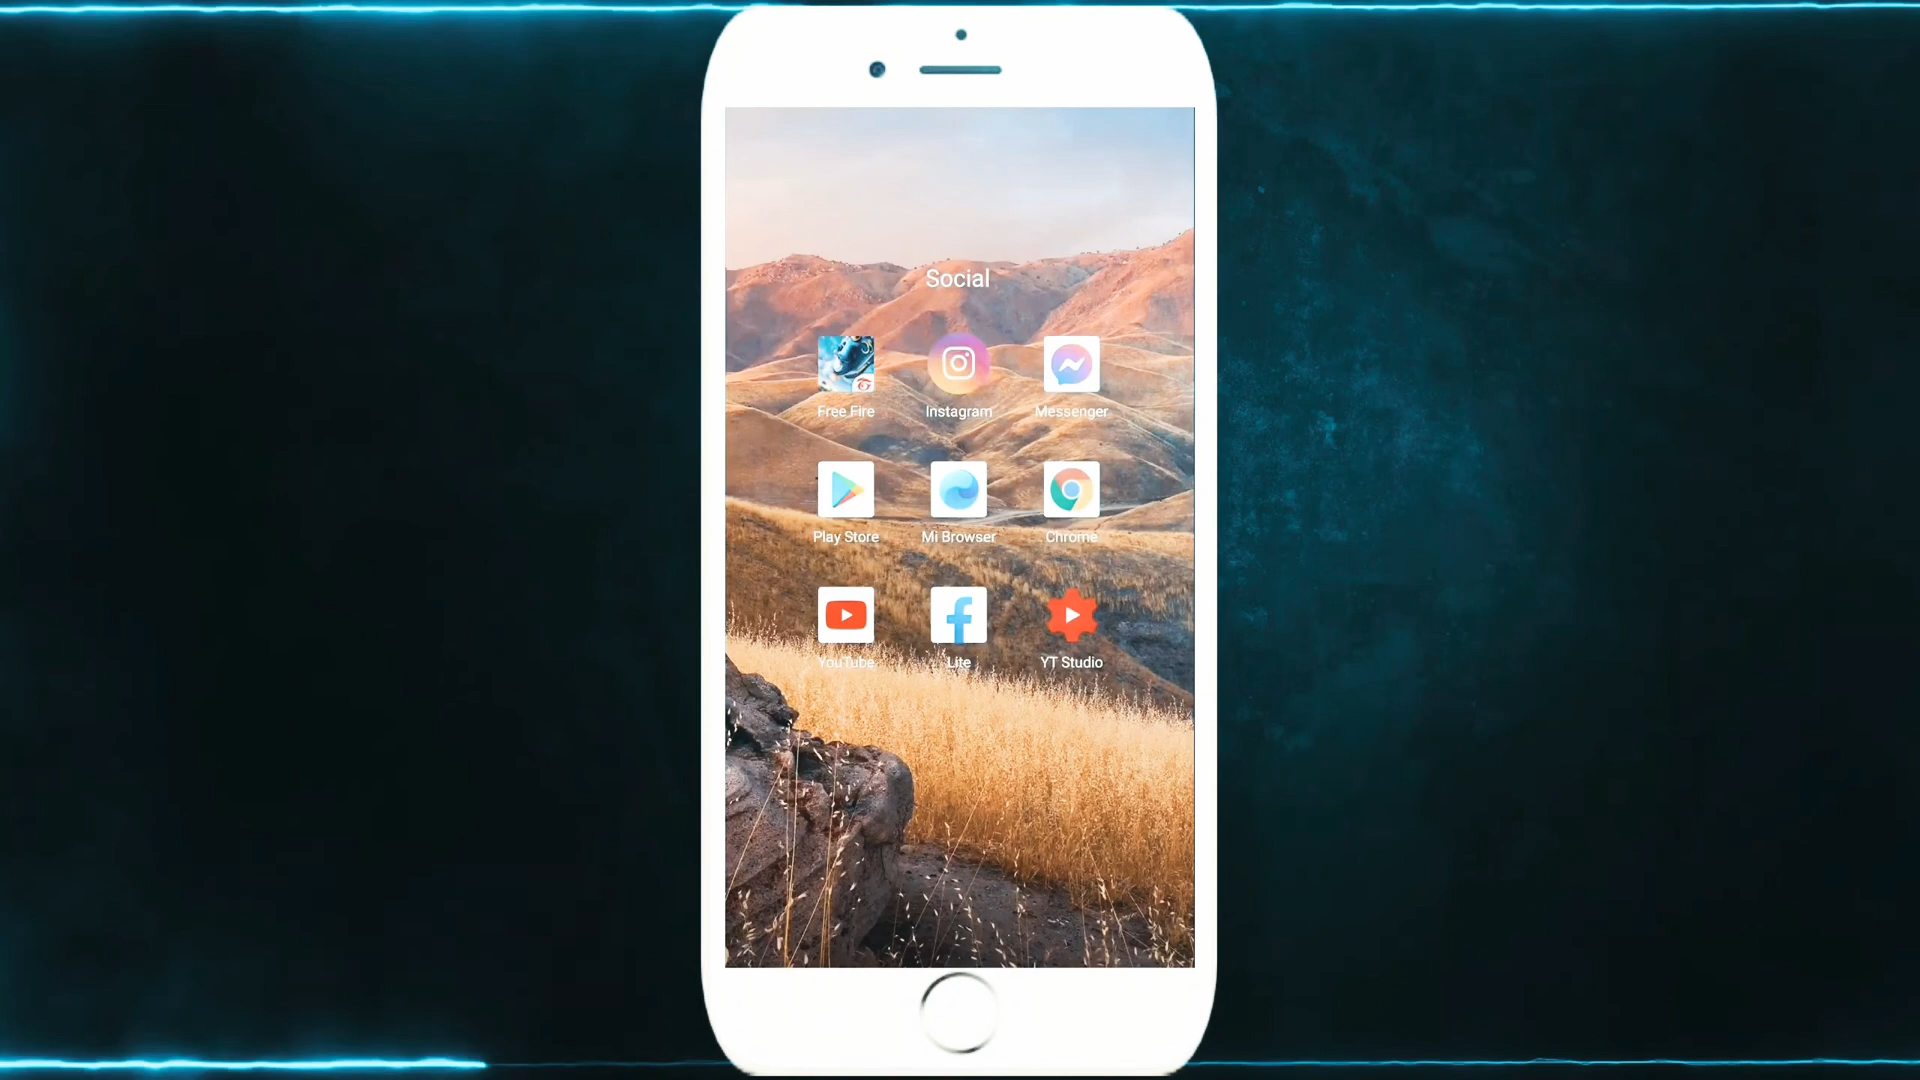 Social
Free Fire
Instagram
Messenger
Play Store
Mi Browser
Chrome
YouTube
Lite
YT Studio